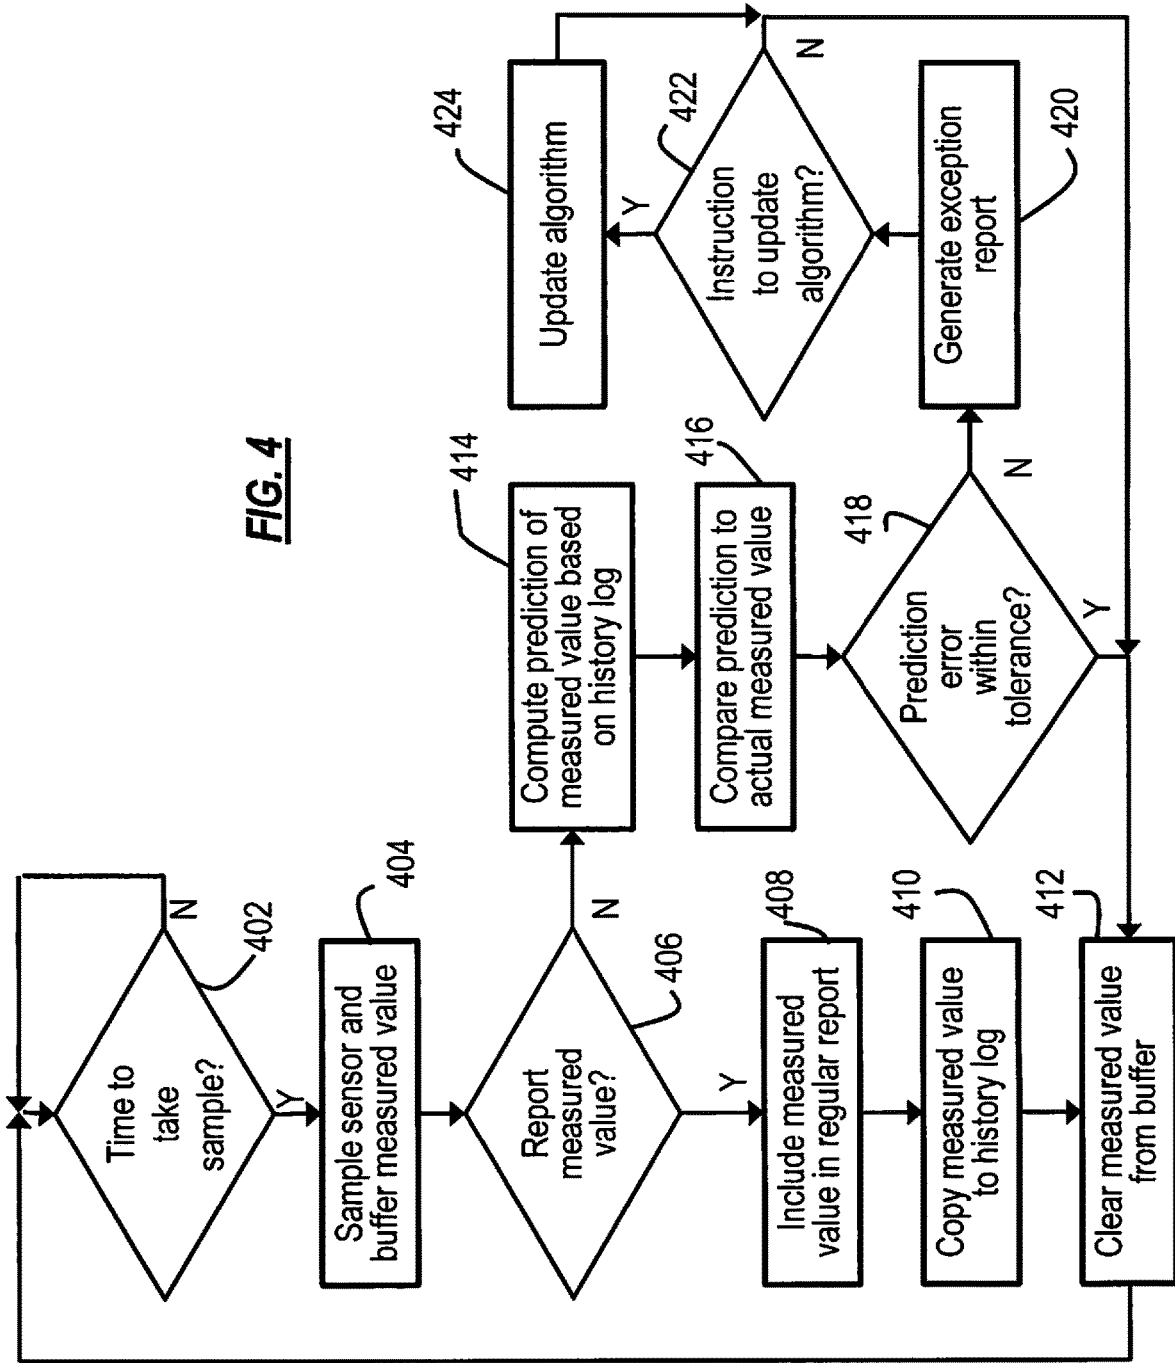 FIG. 4
Time to
take
sample?
N
402
Y
Sample sensor and
buffer measured value
404
Report
measured
value?
N
406
Y
Include measured
value in regular report
408
Copy measured value
to history log
410
Clear measured value
from buffer
412
Compute prediction of
measured value based
on history log
414
Compare prediction to
actual measured value
416
Prediction
error
within
tolerance?
418
N
Y
Generate exception
report
420
Instruction
to update
algorithm?
422
Y
N
Update algorithm
424